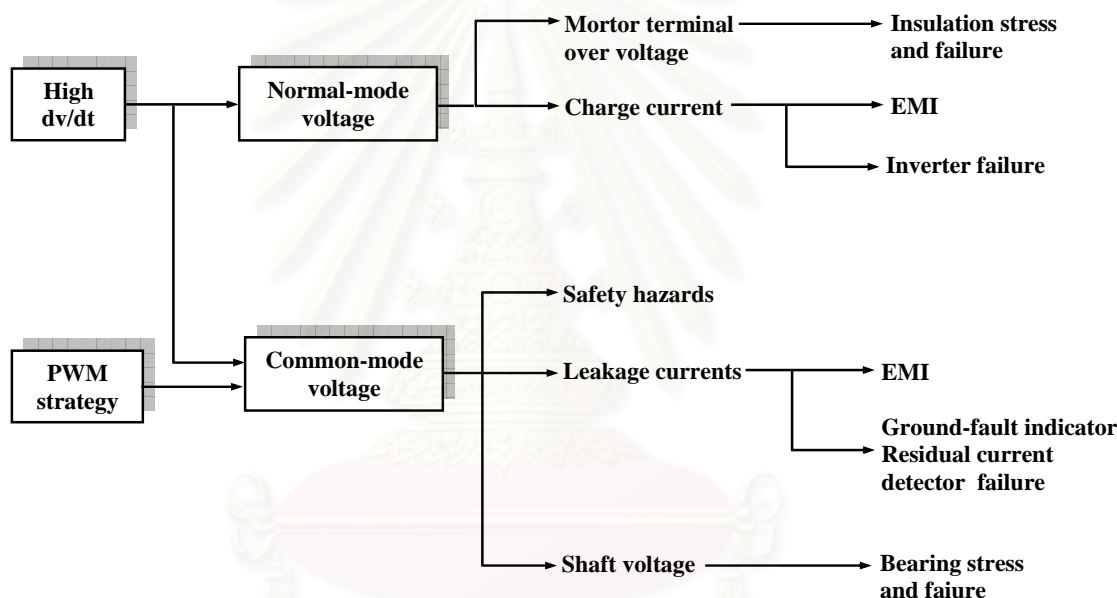 High
dv/dt
Normal-mode
voltage
Mortor terminal
over voltage
Insulation stress
and failure
Charge current
EMI
Inverter failure
PWM
strategy
Common-mode
voltage
Safety hazards
Leakage currents
EMI
Ground-fault indicator
Residual current
detector failure
Shaft voltage
Bearing stress
and faiure